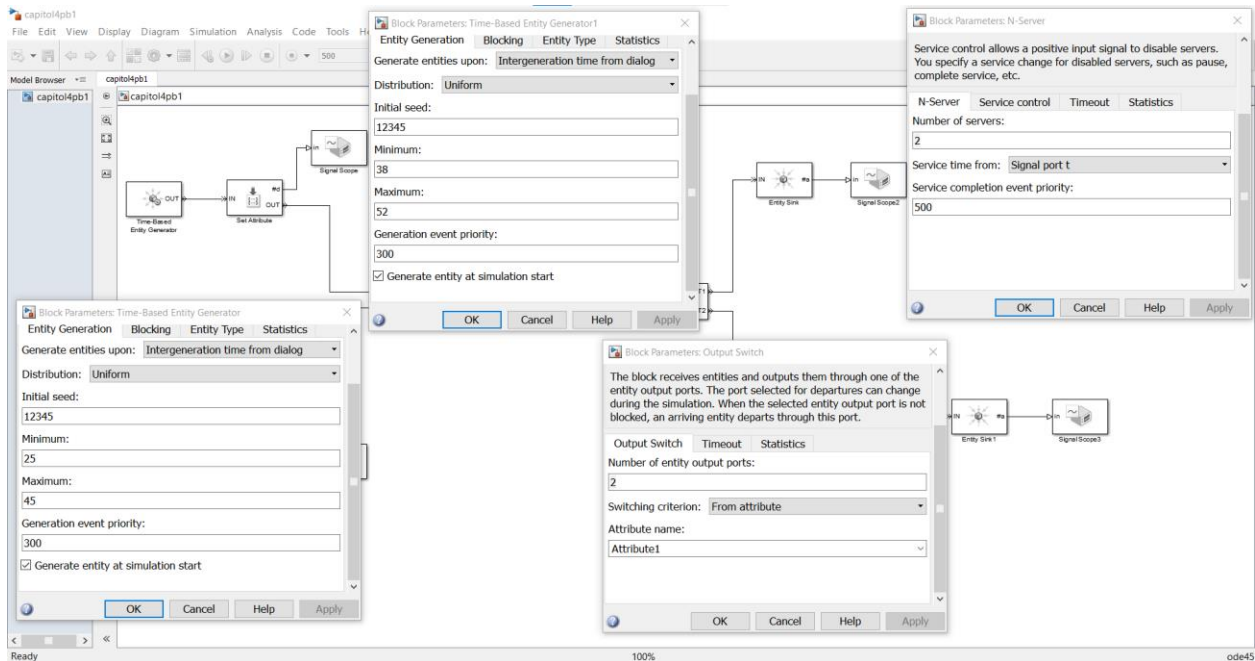 capitol4pb1
File Edit View Display Diagram Simulation Analysis Code Tools
500
Model Browser
capitol4pb1
capitol4pb1
capitol4pb1
OUT
Time-Based
Entity Generator
IN
#d
OUT
Set Attribute
in
Signal Scope
Block Parameters: Time-Based Entity Generator1
Entity Generation Blocking Entity Type Statistics
Generate entities upon: Intergeneration time from dialog
Distribution: Uniform
Initial seed:
12345
Minimum:
38
Maximum:
52
Generation event priority:
300
Generate entity at simulation start
OK Cancel Help Apply
IN
#a
Entity Sink
in
Signal Scope2
Block Parameters: N-Server
Service control allows a positive input signal to disable servers.
You specify a service change for disabled servers, such as pause,
complete service, etc.
N-Server Service control Timeout Statistics
Number of servers:
2
Service time from: Signal port t
Service completion event priority:
500
OK Cancel Help Apply
Block Parameters: Time-Based Entity Generator
Entity Generation Blocking Entity Type Statistics
Generate entities upon: Intergeneration time from dialog
Distribution: Uniform
Initial seed:
12345
Minimum:
25
Maximum:
45
Generation event priority:
300
Generate entity at simulation start
OK Cancel Help Apply
Block Parameters: Output Switch
The block receives entities and outputs them through one of the
entity output ports. The port selected for departures can change
during the simulation. When the selected entity output port is not
blocked, an arriving entity departs through this port.
Output Switch Timeout Statistics
Number of entity output ports:
2
Switching criterion: From attribute
Attribute name:
Attribute1
OK Cancel Help Apply
IN
#a
Entity Sink1
in
Signal Scope3
Ready
100%
ode45